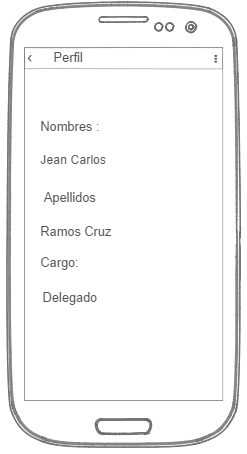 Perfil
Nombres :
Jean Carlos
Apellidos
Ramos Cruz
Cargo:
Delegado